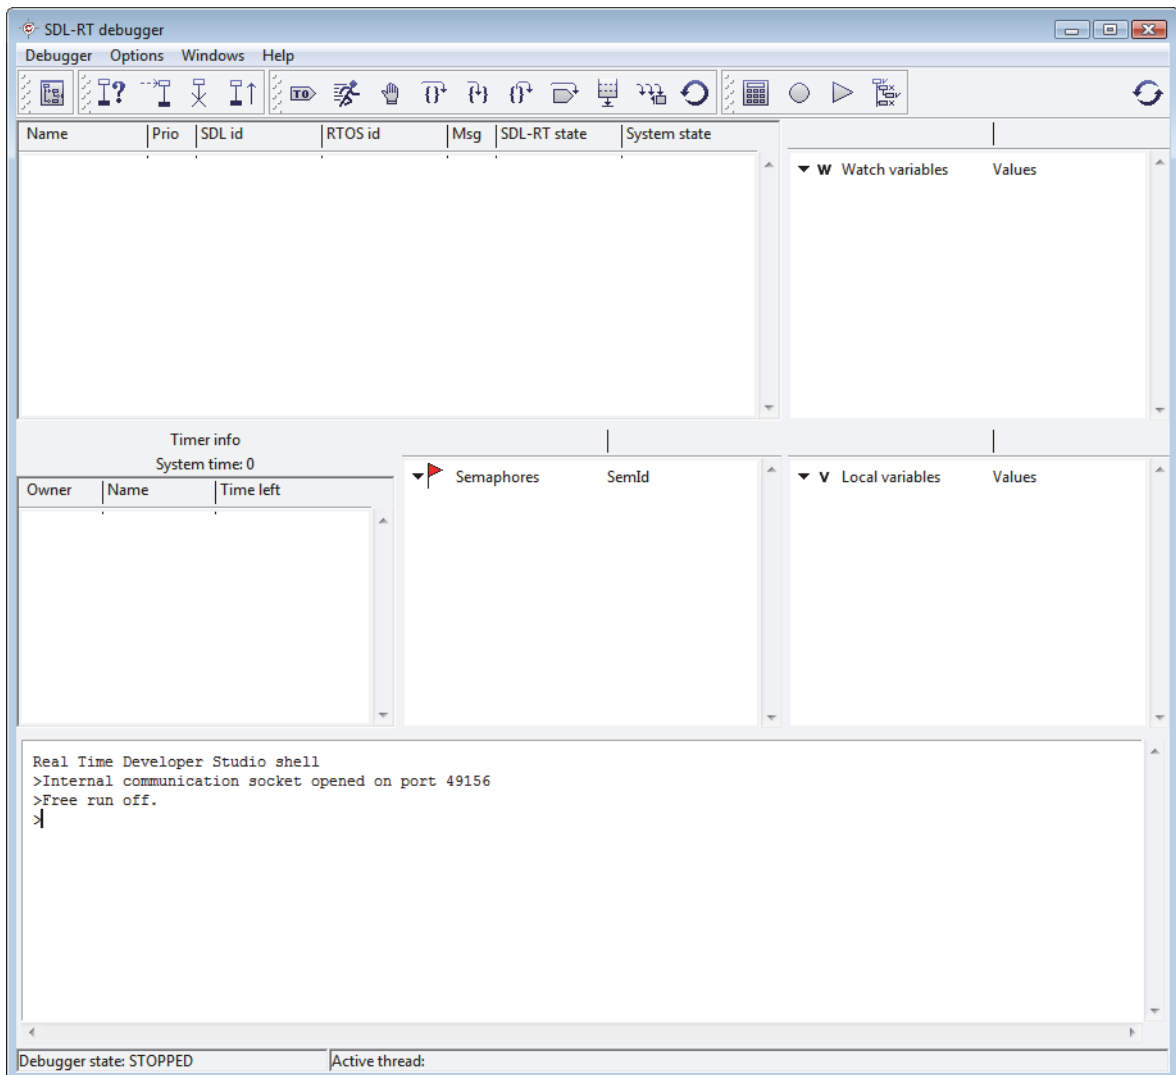 SDL-RT debugger
Debugger Options Windows Help
I? I↑ TO
Name Prio SDL id RTOS id Msg SDL-RT state System state
W Watch variables Values
Timer info
System time: 0
Owner Name Time left
Semaphores SemId
V Local variables Values
Real Time Developer Studio shell
>Internal communication socket opened on port 49156
>Free run off.
>
Debugger state: STOPPED
Active thread: